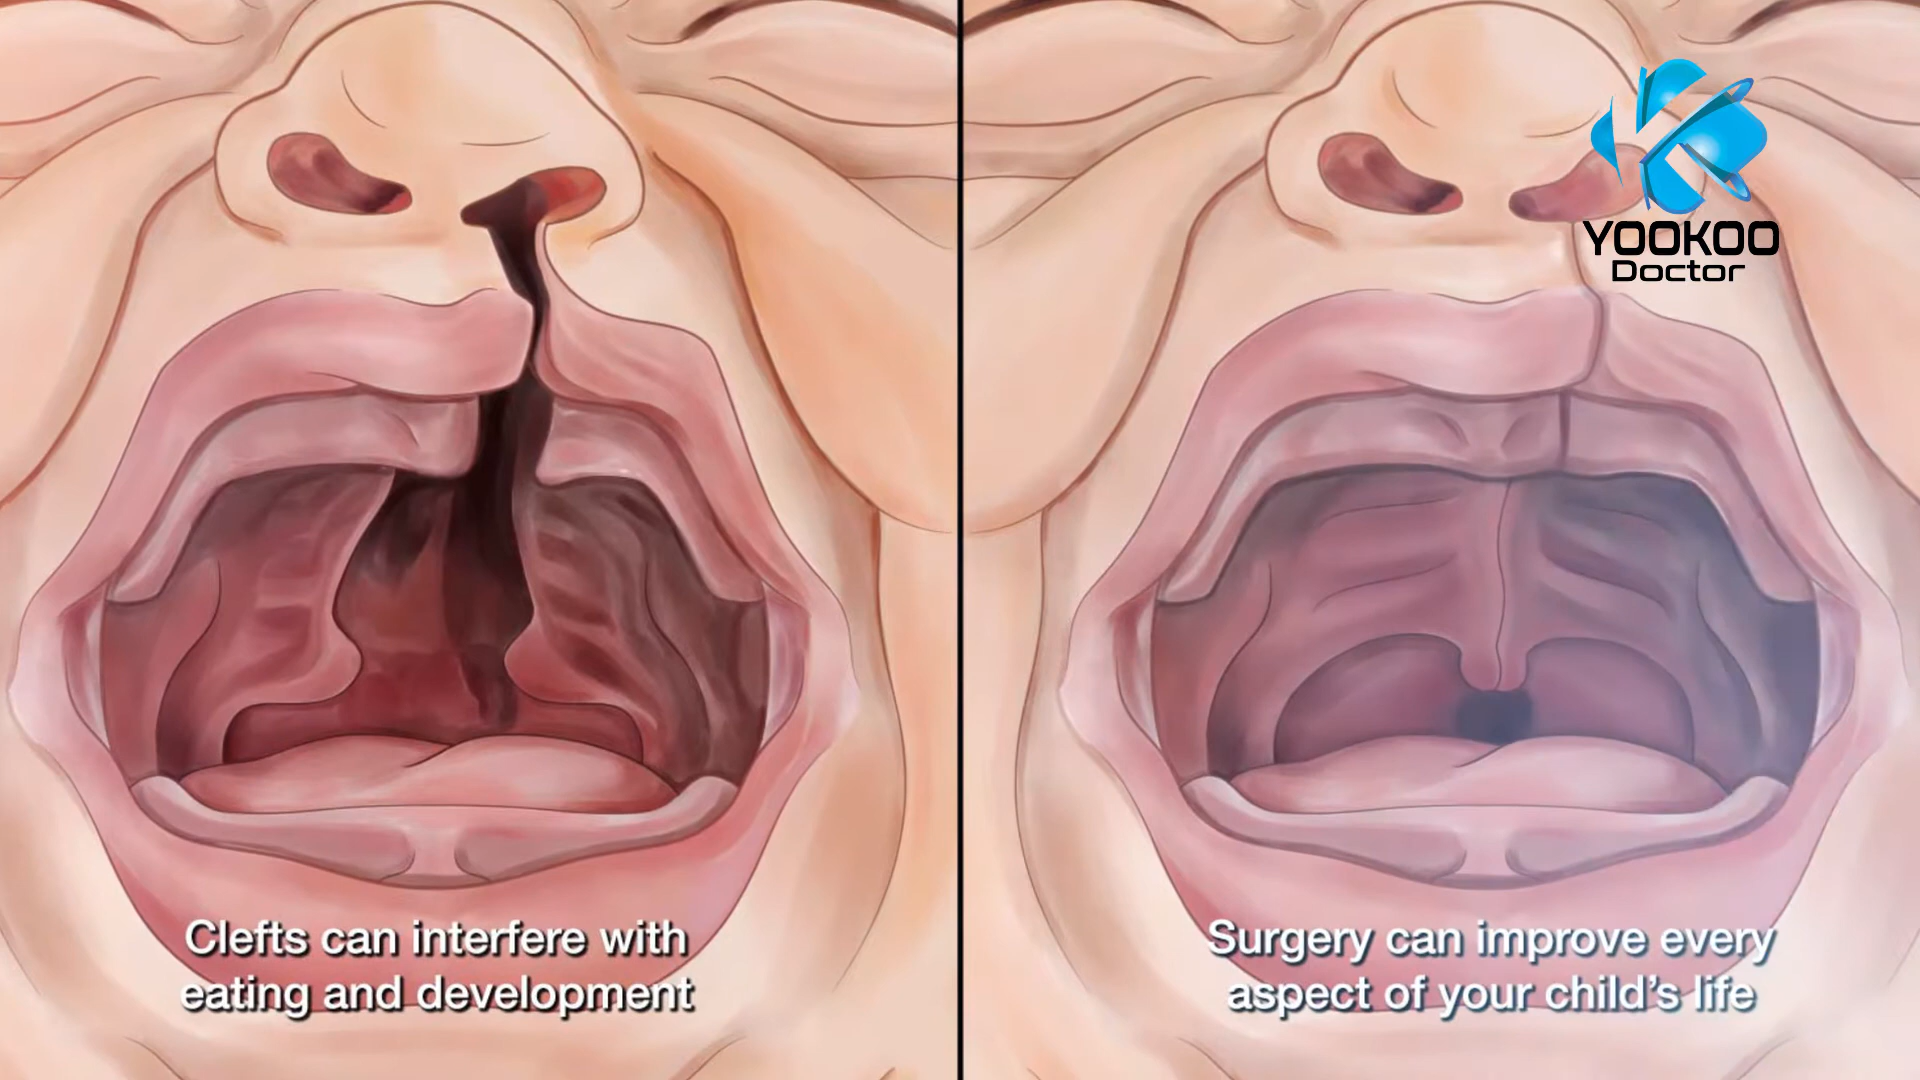 YOOKOO
Doctor
Clefts can interfere with
eating and development
Surgery can improve every
aspect of your child's life